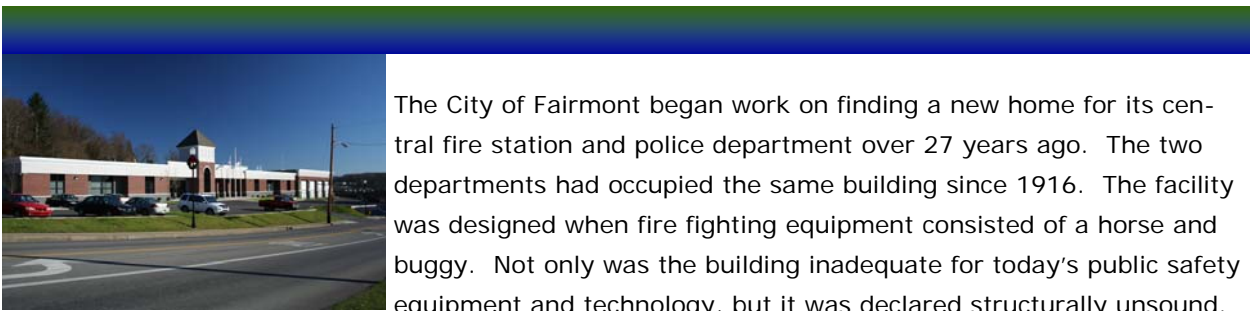 The City of Fairmont began work on finding a new home for its cen-
tral fire station and police department over 27 years ago. The two
departments had occupied the same building since 1916. The facility
was designed when fire fighting equipment consisted of a horse and
buggy. Not only was the building inadequate for today's public safety
equipment and technology, but it was declared structurally unsound.